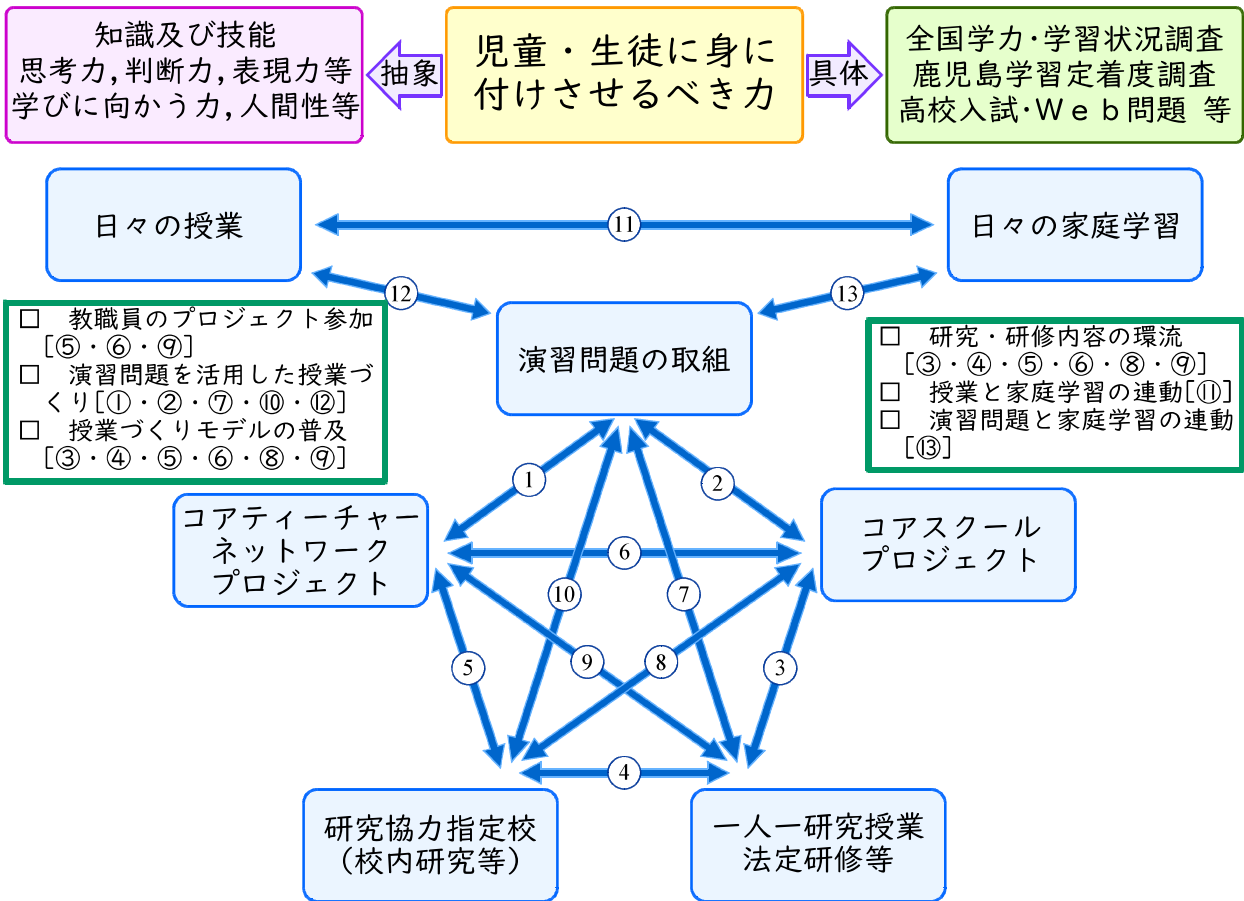 知識及び技能
思考力,判断力,表現力等
学びに向かう力,人間性等
抽象
児童・生徒に身に
付けさせるべき力
具体
全国学力・学習状況調査
鹿児島学習定着度調査
高校入試・Ｗｅｂ問題 等
日々の授業
⑪
日々の家庭学習
⑫
⑬
□ 教職員のプロジェクト参加
[⑤・⑥・⑨]
□ 演習問題を活用した授業づ
くり[①・②・⑦・⑩・⑫]
□ 授業づくりモデルの普及
[③・④・⑤・⑥・⑧・⑨]
演習問題の取組
□ 研究・研修内容の環流
[③・④・⑤・⑥・⑧・⑨]
□ 授業と家庭学習の連動[⑪]
□ 演習問題と家庭学習の連動
[⑬]
①
②
コアティーチャー
ネットワーク
プロジェクト
⑥
コアスクール
プロジェクト
⑩
⑦
⑤
⑨
⑧
③
④
研究協力指定校
（校内研究等）
一人一研究授業
法定研修等